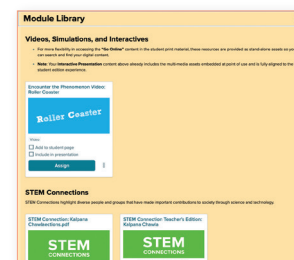 Module Library
Videos, Simulations, and Interactives
• For more flexibility in accessing the "Go Online" content in the student print material, these resources are provided as stand-alone assets so you
can search and find your digital content.
• Note: Your Interactive Presentation content above already includes the multi-media assets embedded at point of use and is fully aligned to the
student edition experience.
Encounter the Phenomenon Video:
Roller Coaster
Roller Coaster
Video
Add to student page
Include in presentation
Assign
STEM Connections
STEM Connections highlight diverse people and groups that have made important contributions to society through science and technology.
STEM Connection: Kalpana
Chawlasections.pdf
STEM Connection Teacher's Edition:
Kalpana Chawla
STEM
CONNECTIONS
STEM
CONNECTIONS